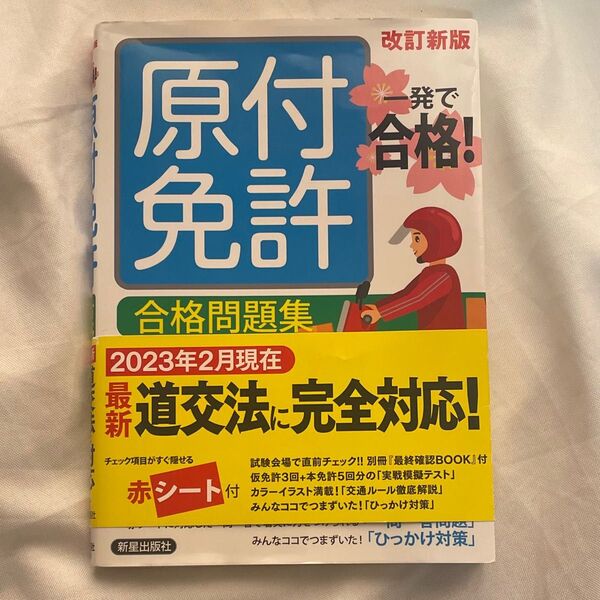 改訂新版
原付
免許
一発で
合格!
合格問題集
2023年2月現在
最新 道交法に完全対応!
チェック項目がすぐ隠せる
赤シート付
試験会場で直前チェック!! 別冊『最終確認BOOK』付
仮免許3回+本免許5回分の「実戦模擬テスト」
カラーイラスト満載!「交通ルール徹底解説」
みんなココでつまずいた!「ひっかけ対策」
みんなココでつまずいた!「ひっかけ対策」
新星出版社